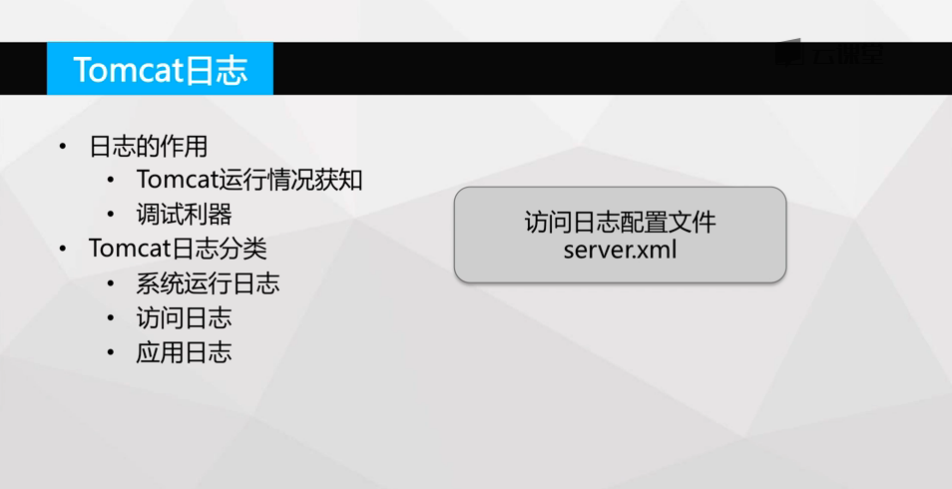 云课堂
Tomcat日志
• 日志的作用
• Tomcat运行情况获知
• 调试利器
• Tomcat日志分类
• 系统运行日志
• 访问日志
• 应用日志
访问日志配置文件
server.xml